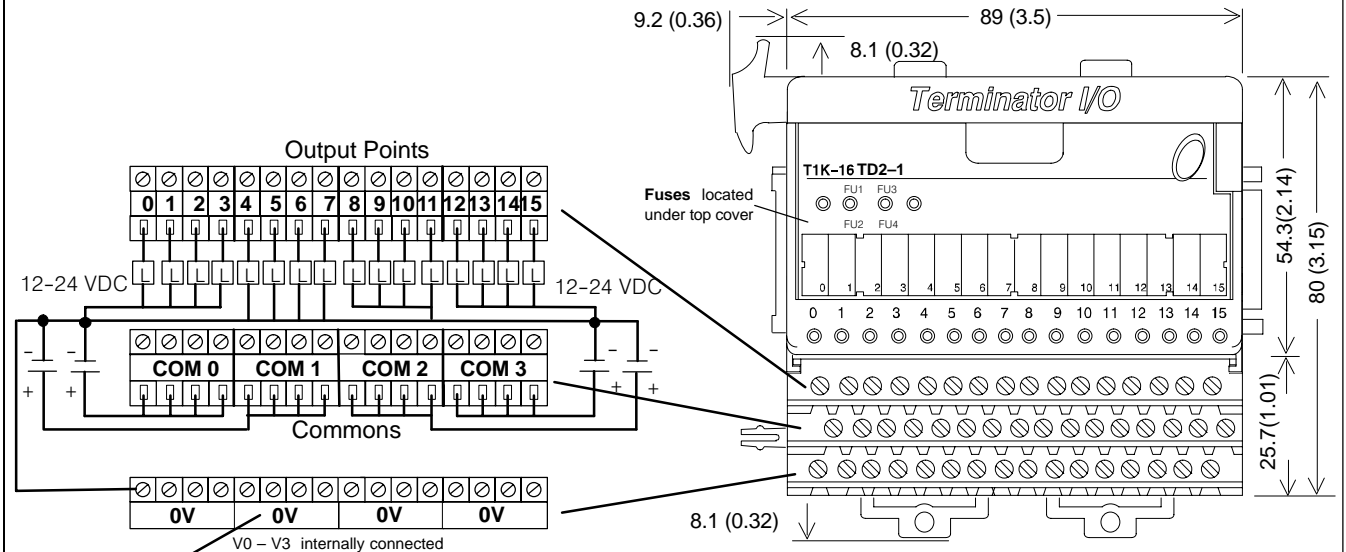 9.2 (0.36)
89 (3.5)
8.1 (0.32)
Terminator I/O
T1K–16 TD2–1
FU1 FU3
FU2 FU4
Fuses located
under top cover
0 1 2 3 4 5 6 7 8 9 10 11 12 13 14 15
0 1 2 3 4 5 6 7 8 9 10 11 12 13 14 15
54.3(2.14)
80 (3.15)
25.7(1.01)
8.1 (0.32)
Output Points
0 1 2 3 4 5 6 7 8 9 10 11 12 13 14 15
L L L L L L L L L L L L L L L L
12-24 VDC
12-24 VDC
- - - -
COM 0 COM 1 COM 2 COM 3
+ + + +
Commons
0V 0V 0V 0V
V0 – V3 internally connected